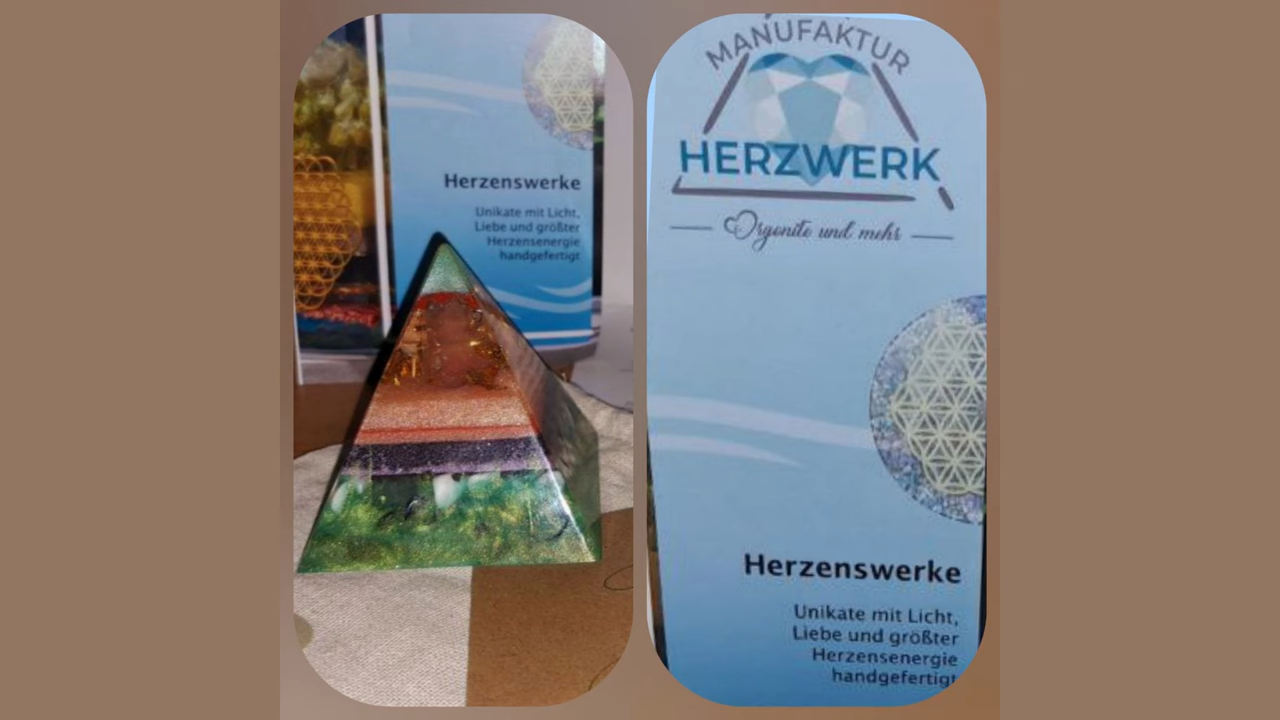 Herzenswerke
Unikate mit Licht,
Liebe und größter
Herzensenergie
handgefertigt
MANUFAKTUR
HERZWERK
Orgonite und mehr
Herzenswerke
Unikate mit Licht,
Liebe und größter
Herzensenergie
handgefertigt